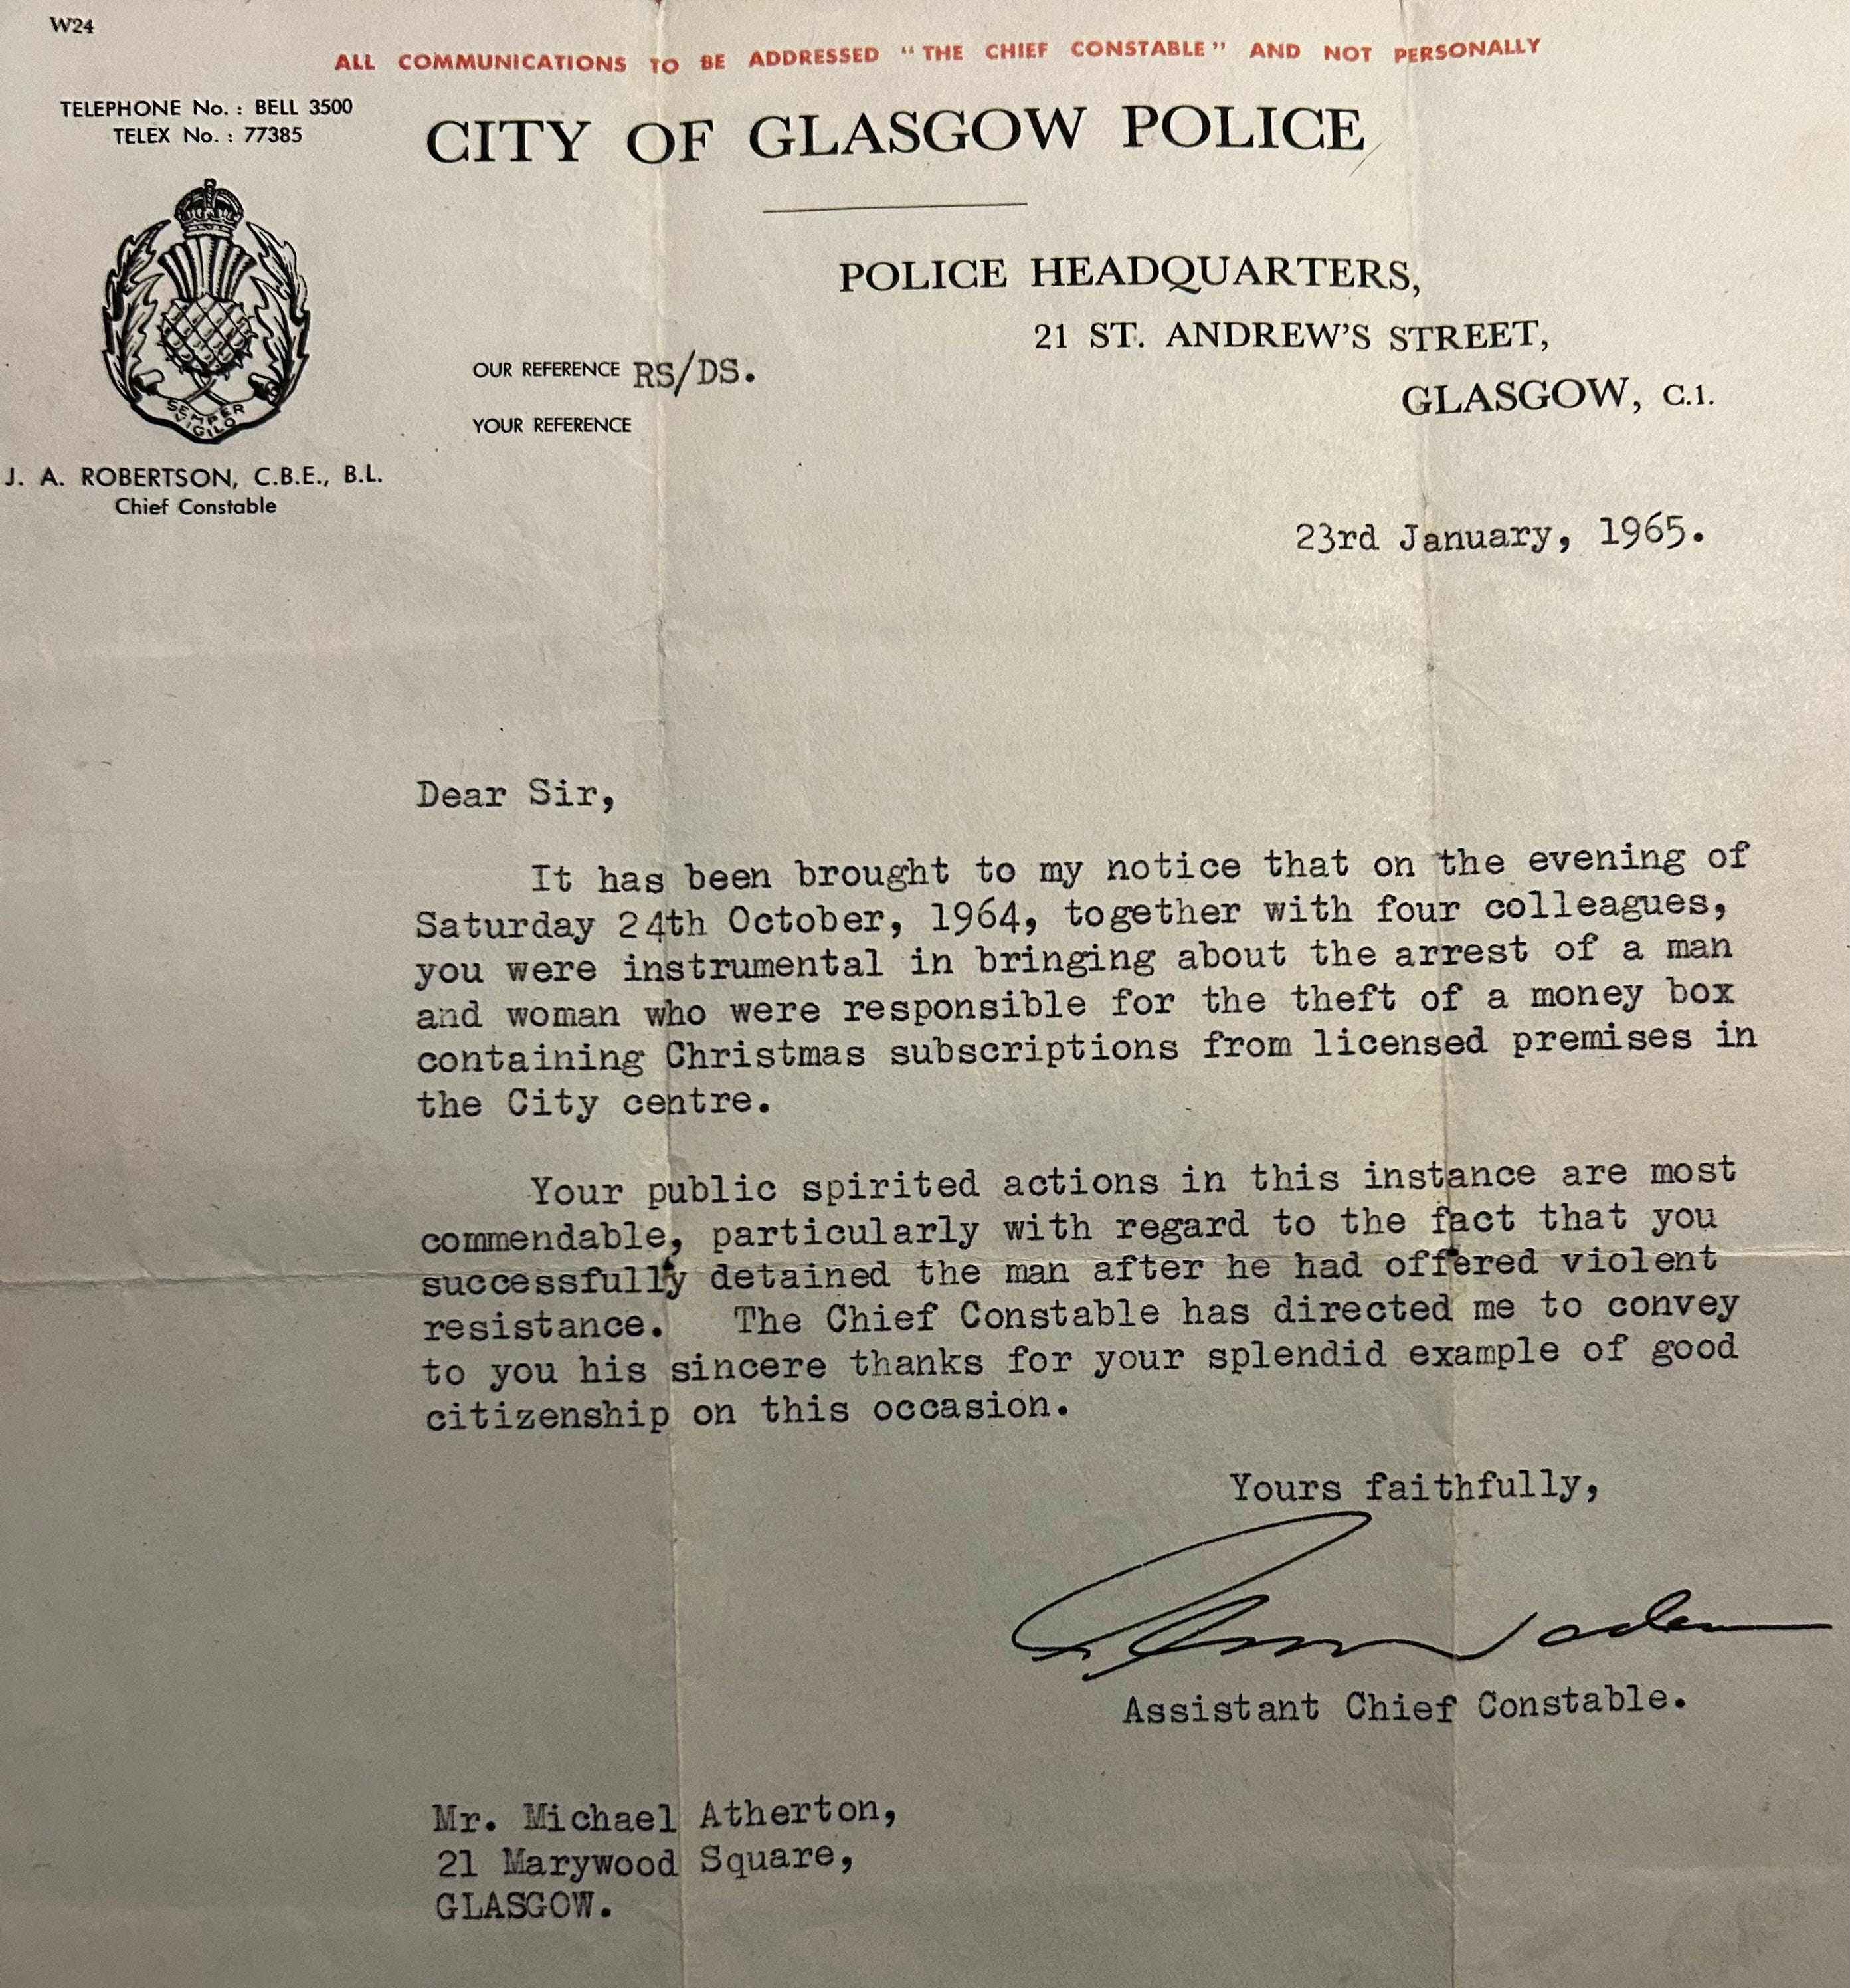 W24
ALL COMMUNICATIONS TO BE ADDRESSED “THE CHIEF CONSTABLE” AND NOT PERSONALLY
TELEPHONE No. : BELL 3500
TELEX No. : 77385
CITY OF GLASGOW POLICE
POLICE HEADQUARTERS,
21 ST. ANDREW'S STREET,
GLASGOW, C.1.
SEMPER
VIGILO
OUR REFERENCE RS/DS.
YOUR REFERENCE
J. A. ROBERTSON, C.B.E., B.L.
Chief Constable
23rd January, 1965.
Dear Sir,
It has been brought to my notice that on the evening of
Saturday 24th October, 1964, together with four colleagues,
you were instrumental in bringing about the arrest of a man
and woman who were responsible for the theft of a money box
containing Christmas subscriptions from licensed premises in
the City centre.
Your public spirited actions in this instance are most
commendable, particularly with regard to the fact that you
successfully detained the man after he had offered violent
resistance. The Chief Constable has directed me to convey
to you his sincere thanks for your splendid example of good
citizenship on this occasion.
Yours faithfully,
Assistant Chief Constable.
Mr. Michael Atherton,
21 Marywood Square,
GLASGOW.